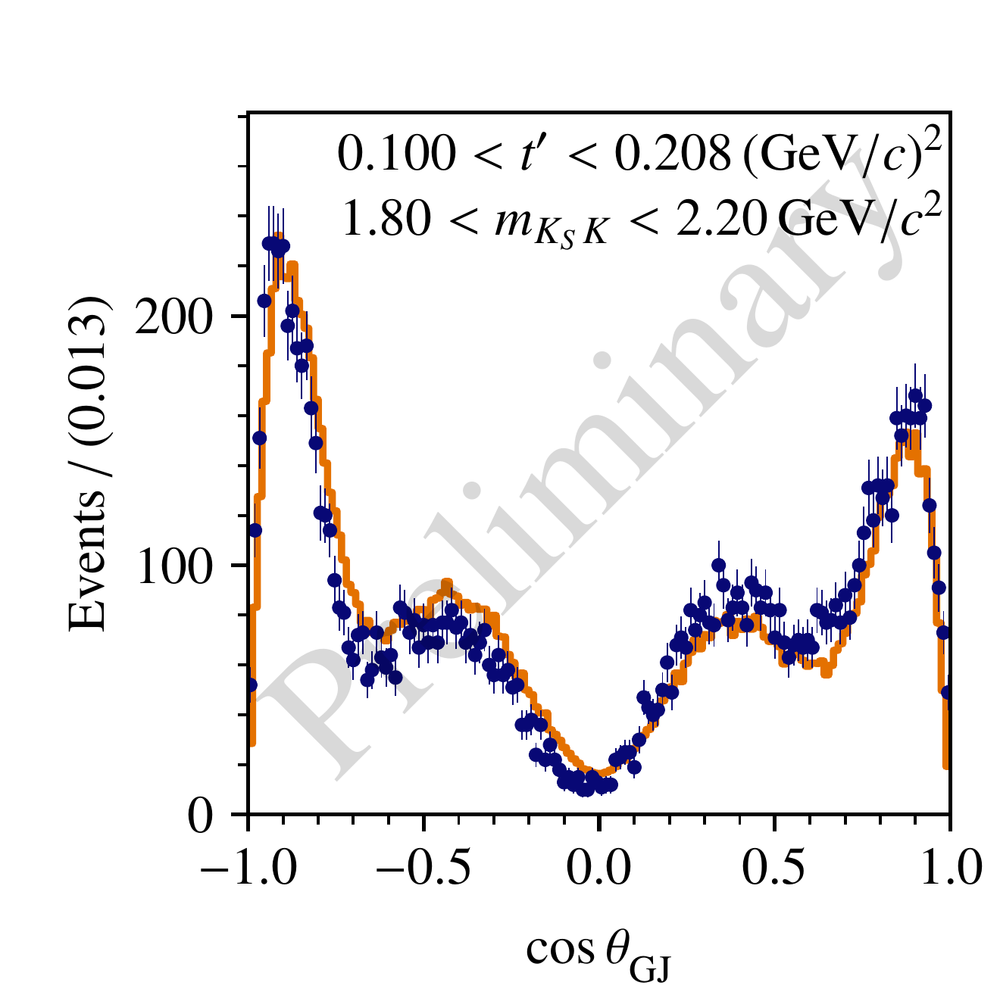 0.100 < t′ < 0.208 (GeV/c)²
1.80 < m_{K_S K} < 2.20 GeV/c²
Preliminary
Events / (0.013)
200
100
0
−1.0 −0.5 0.0 0.5 1.0
cos θ_GJ